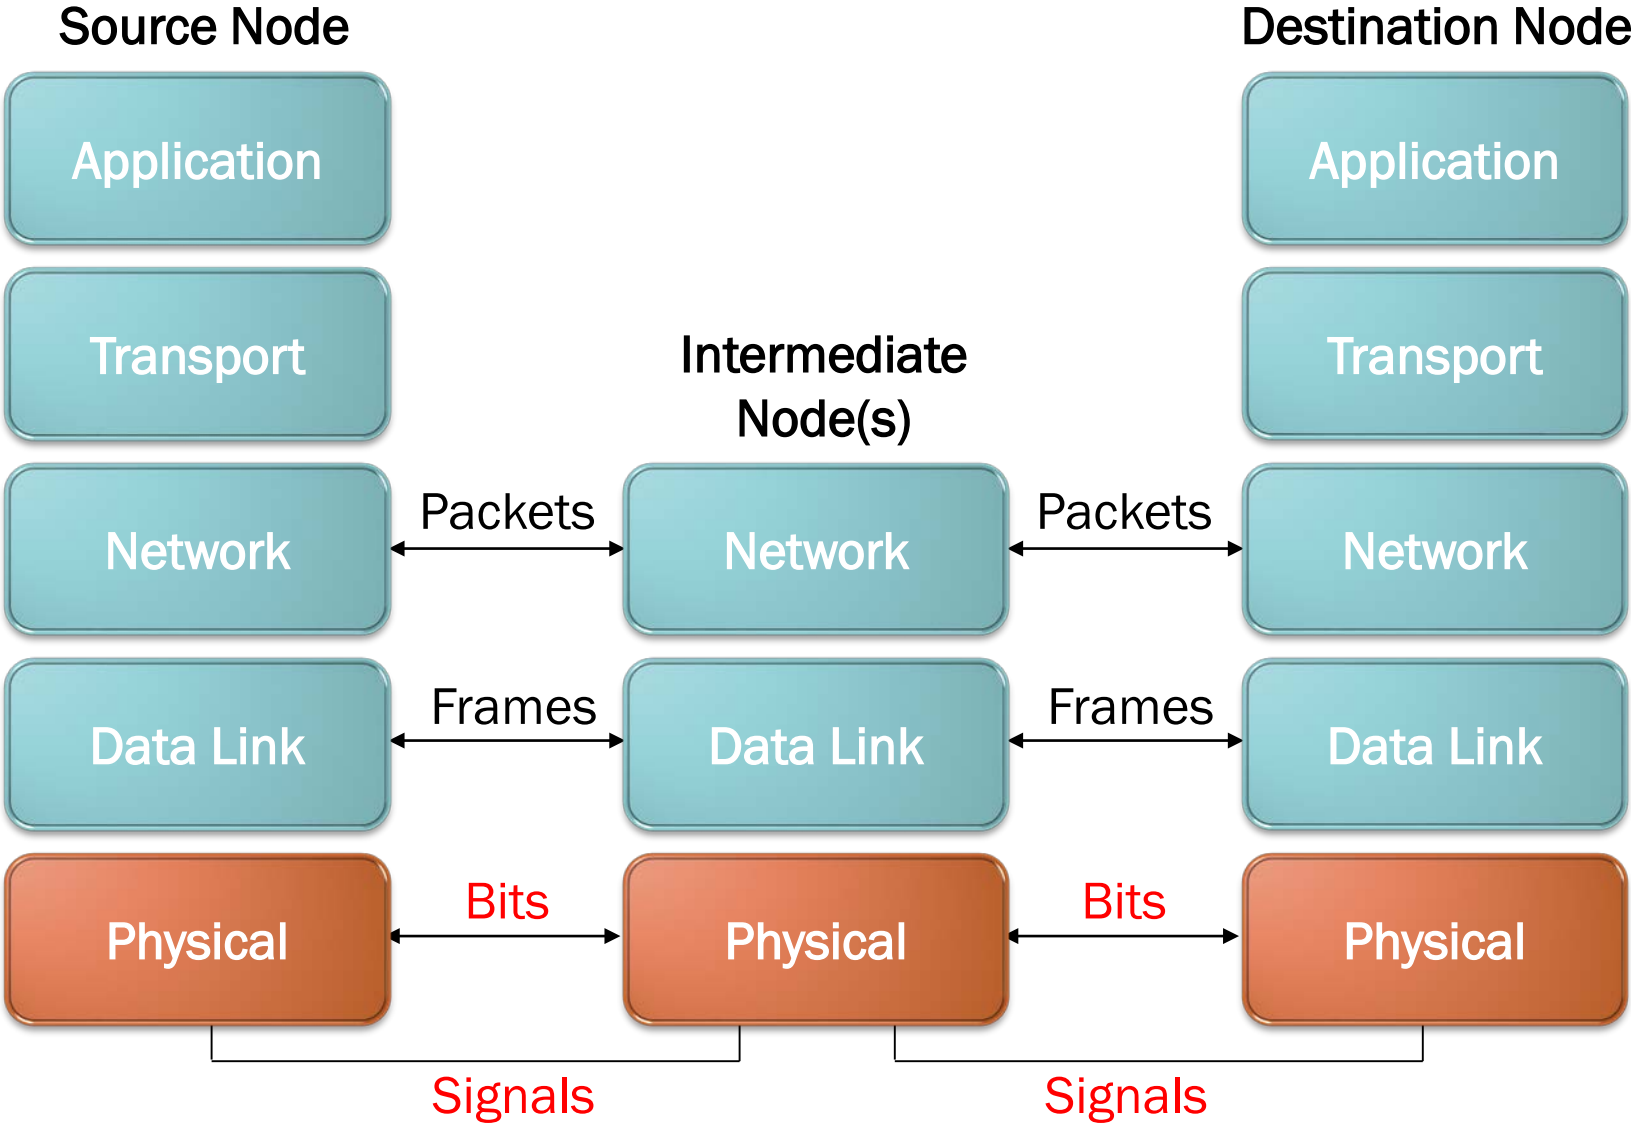 Source Node
Destination Node
Application
Application
Transport
Intermediate
Node(s)
Transport
Network
Packets
Network
Packets
Network
Data Link
Frames
Data Link
Frames
Data Link
Physical
Bits
Physical
Bits
Physical
Signals
Signals